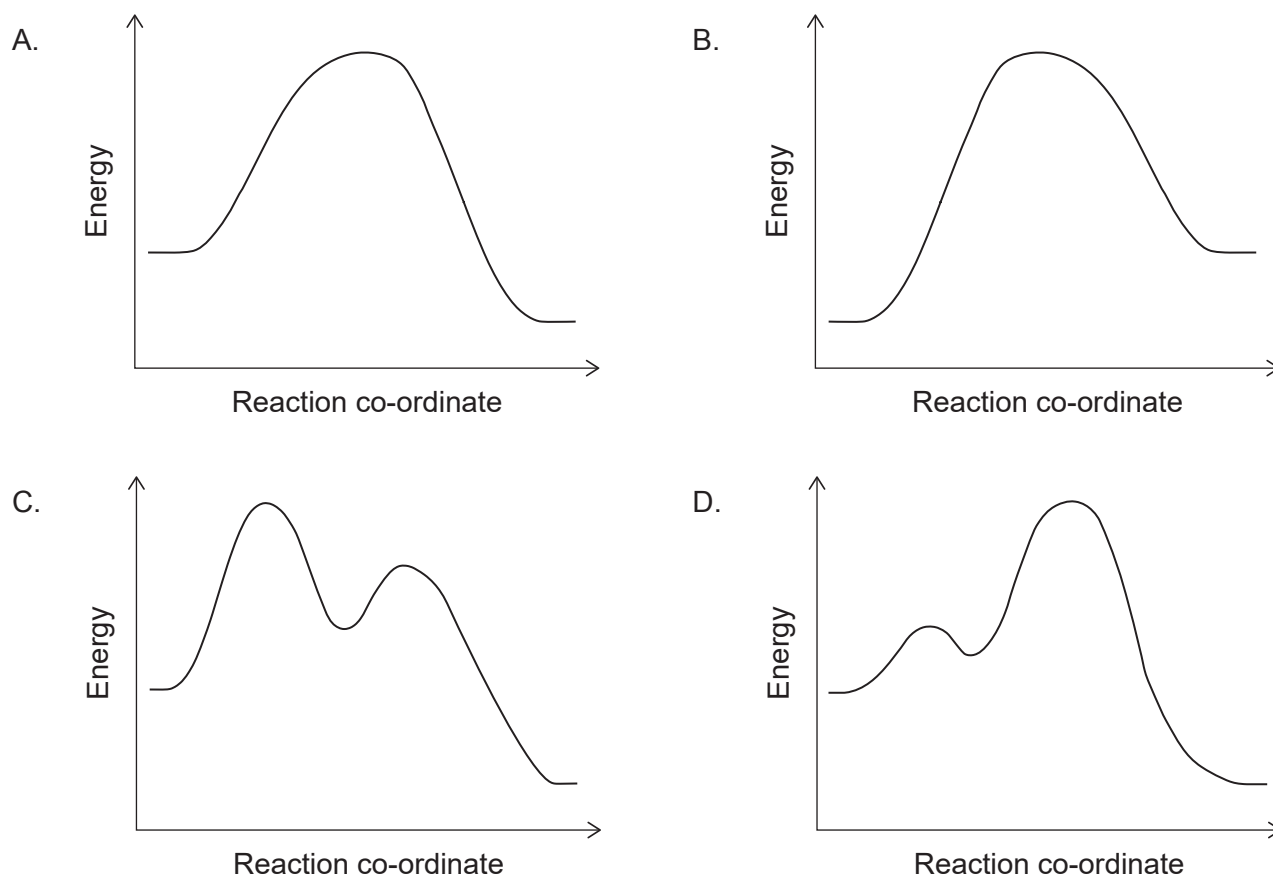 A.
Energy
Reaction co-ordinate
B.
Energy
Reaction co-ordinate
C.
Energy
Reaction co-ordinate
D.
Energy
Reaction co-ordinate